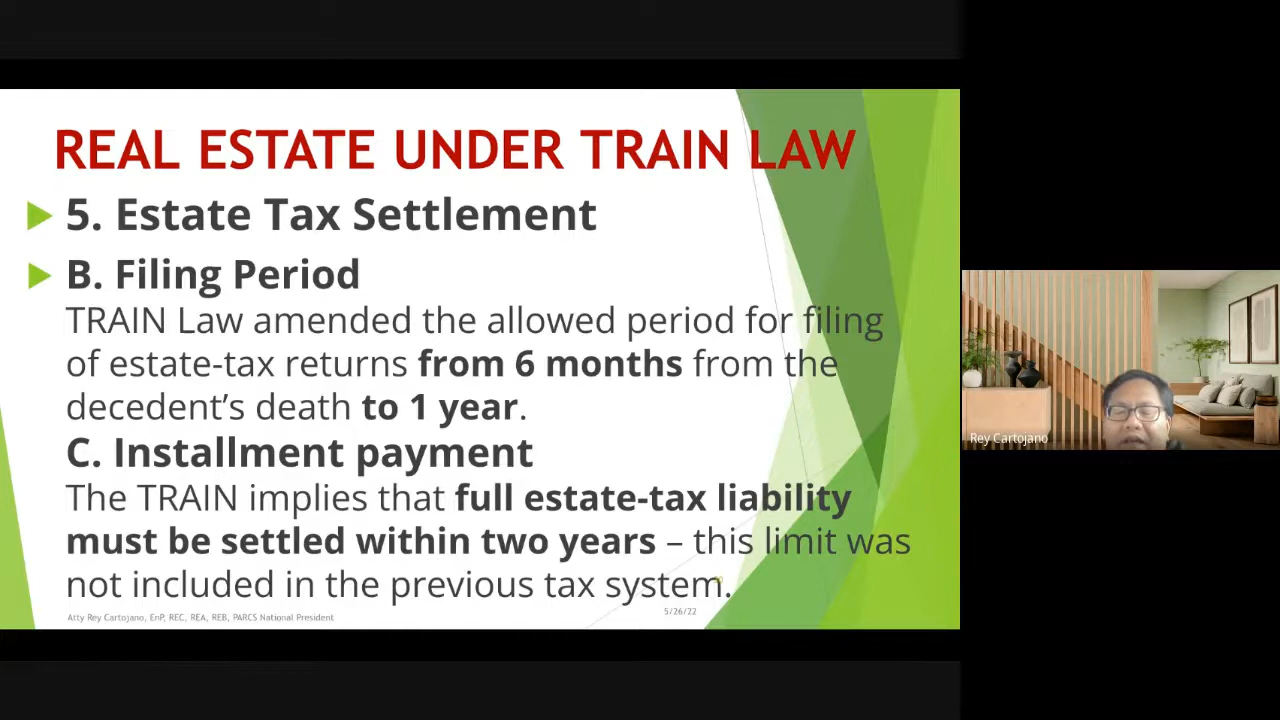 REAL ESTATE UNDER TRAIN LAW
5. Estate Tax Settlement
B. Filing Period
TRAIN Law amended the allowed period for filing
of estate-tax returns from 6 months from the
decedent’s death to 1 year.
C. Installment payment
The TRAIN implies that full estate-tax liability
must be settled within two years – this limit was
not included in the previous tax system.
Atty Rey Cartojano, EnP, REC, REA, REB, PARCS National President
5/26/22
Rey Cartojano